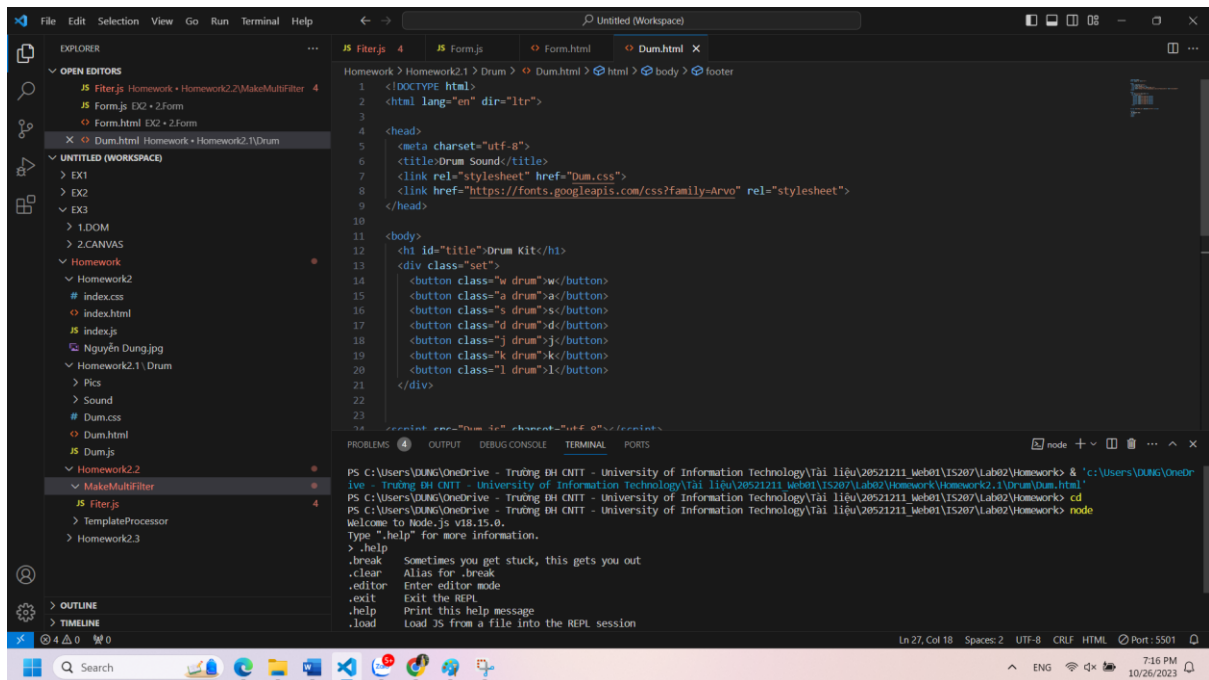 File Edit Selection View Go Run Terminal Help
Untitled (Workspace)
EXPLORER
OPEN EDITORS
JS Fiter.js Homework • Homework2.2\MakeMultiFilter 4
JS Form.js EX2 • 2.Form
Form.html EX2 • 2.Form
Dum.html Homework • Homework2.1\Drum
UNTITLED (WORKSPACE)
EX1
EX2
EX3
1.DOM
2.CANVAS
Homework
Homework2
# index.css
index.html
JS index.js
Nguyễn Dung.jpg
Homework2.1\Drum
Pics
Sound
# Dum.css
Dum.html
JS Dum.js
Homework2.2
MakeMultiFilter
JS Fiter.js 4
TemplateProcessor
Homework2.3
OUTLINE
TIMELINE
JS Fiter.js 4 JS Form.js Form.html Dum.html
Homework > Homework2.1 > Drum > Dum.html > html > body > footer
1 <!DOCTYPE html>
2 <html lang="en" dir="ltr">
3
4 <head>
5 <meta charset="utf-8">
6 <title>Drum Sound</title>
7 <link rel="stylesheet" href="Dum.css">
8 <link href="https://fonts.googleapis.com/css?family=Arvo" rel="stylesheet">
9 </head>
10
11 <body>
12 <h1 id="title">Drum Kit</h1>
13 <div class="set">
14 <button class="w drum">w</button>
15 <button class="a drum">a</button>
16 <button class="s drum">s</button>
17 <button class="d drum">d</button>
18 <button class="j drum">j</button>
19 <button class="k drum">k</button>
20 <button class="l drum">l</button>
21 </div>
22
23
24 <script src="Dum.js" charset="utf-8"></script>
PROBLEMS 4 OUTPUT DEBUG CONSOLE TERMINAL PORTS
node
PS C:\Users\DUNG\OneDrive - Trường ĐH CNTT - University of Information Technology\Tài liệu\20521211_Web01\IS207\Lab02\Homework> & 'c:\Users\DUNG\OneDr
ive - Trường ĐH CNTT - University of Information Technology\Tài liệu\20521211_Web01\IS207\Lab02\Homework\Homework2.1\Drum\Dum.html'
PS C:\Users\DUNG\OneDrive - Trường ĐH CNTT - University of Information Technology\Tài liệu\20521211_Web01\IS207\Lab02\Homework> cd
PS C:\Users\DUNG\OneDrive - Trường ĐH CNTT - University of Information Technology\Tài liệu\20521211_Web01\IS207\Lab02\Homework> node
Welcome to Node.js v18.15.0.
Type ".help" for more information.
> .help
.break Sometimes you get stuck, this gets you out
.clear Alias for .break
.editor Enter editor mode
.exit Exit the REPL
.help Print this help message
.load Load JS from a file into the REPL session
4 0 0
Ln 27, Col 18 Spaces: 2 UTF-8 CRLF HTML Port : 5501
Search
ENG
7:16 PM
10/26/2023